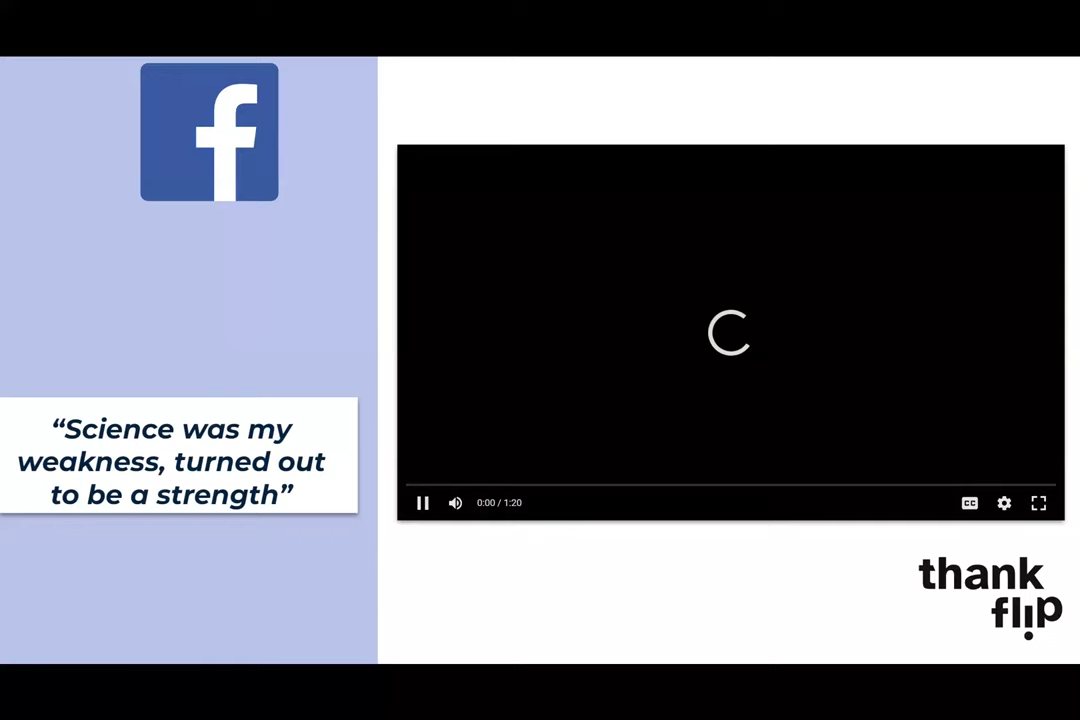 f
“Science was my
weakness, turned out
to be a strength”
0:00 / 1:20
CC
thank
flip